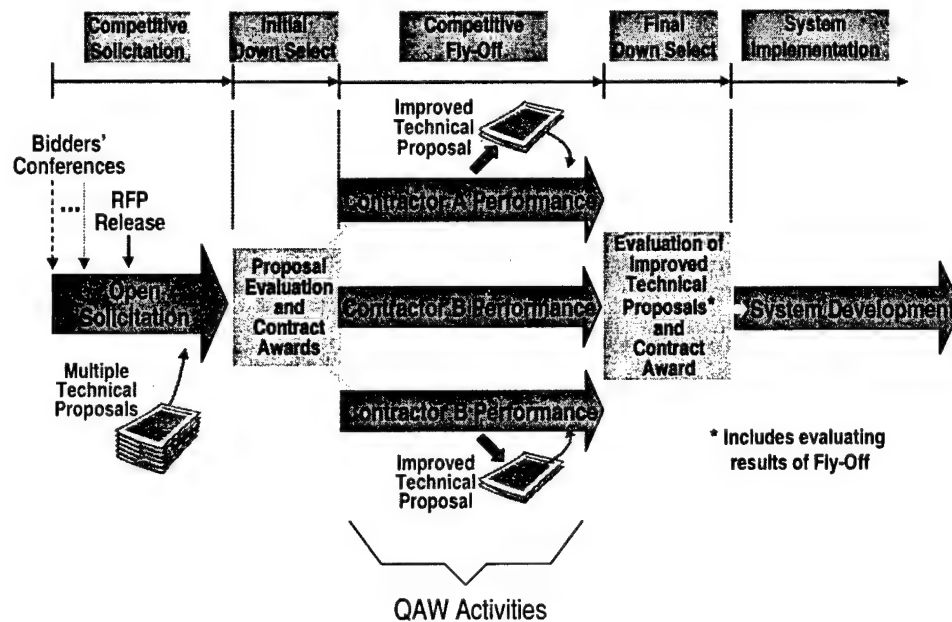 Competitive
Solicitation
Initial
Down Select
Competitive
Fly-Off
Final
Down Select
System
Implementation
Bidders'
Conferences
...
RFP
Release
Improved
Technical
Proposal
Contractor A Performance
Open
Solicitation
Proposal
Evaluation
and
Contract
Awards
Contractor B Performance
Evaluation of
Improved
Technical
Proposals*
and
Contract
Award
System Development
Multiple
Technical
Proposals
Contractor B Performance
Improved
Technical
Proposal
* Includes evaluating
results of Fly-Off
QAW Activities